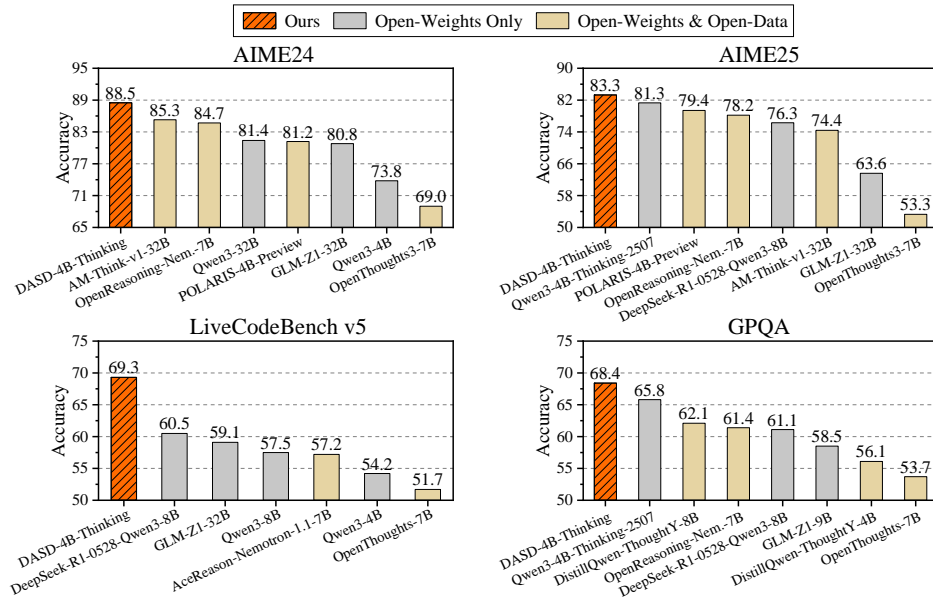 Ours Open-Weights Only Open-Weights & Open-Data
AIME24
Accuracy
95
89
83
77
71
65
88.5
85.3
84.7
81.4
81.2
80.8
73.8
69.0
DASD-4B-Thinking
AM-Think-v1-32B
OpenReasoning-Nem-7B
Qwen3-32B
POLARIS-4B-Preview
GLM-Z1-32B
Qwen3-4B
OpenThoughts3-7B
AIME25
Accuracy
90
82
74
66
58
50
83.3
81.3
79.4
78.2
76.3
74.4
63.6
53.3
DASD-4B-Thinking
Qwen3-4B-Thinking-2507
POLARIS-4B-Preview
OpenReasoning-Nem-7B
DeepSeek-R1-0528-Qwen3-8B
AM-Think-v1-32B
GLM-Z1-32B
OpenThoughts3-7B
LiveCodeBench v5
Accuracy
75
70
65
60
55
50
69.3
60.5
59.1
57.5
57.2
54.2
51.7
DASD-4B-Thinking
DeepSeek-R1-0528-Qwen3-8B
GLM-Z1-32B
Qwen3-8B
AceReason-Nemotron-1.1-7B
Qwen3-4B
OpenThoughts-7B
GPQA
Accuracy
75
70
65
60
55
50
68.4
65.8
62.1
61.4
61.1
58.5
56.1
53.7
DASD-4B-Thinking
Qwen3-4B-Thinking-2507
DistillQwen-ThoughtY-8B
OpenReasoning-Nem.-7B
DeepSeek-R1-0528-Qwen3-8B
GLM-Z1-9B
DistillQwen-ThoughtY-4B
OpenThoughts-7B